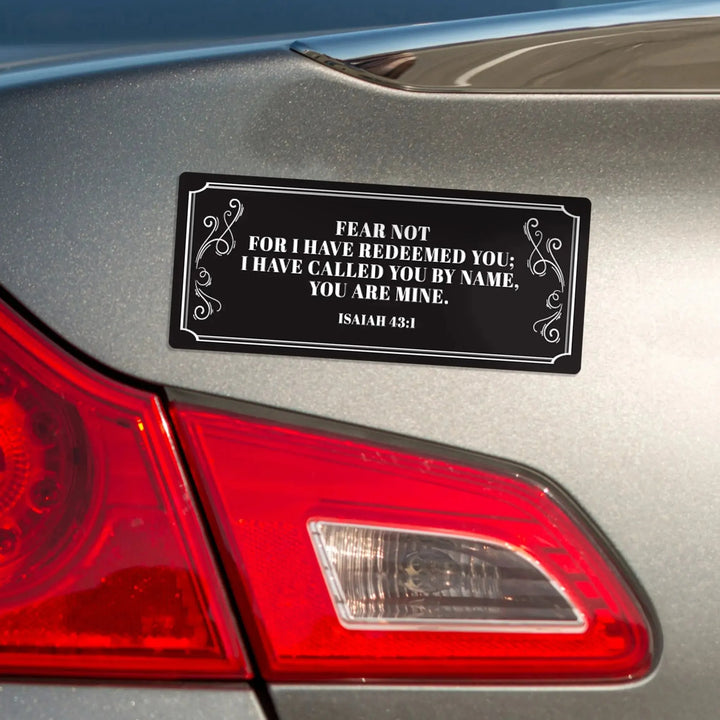 FEAR NOT
FOR I HAVE REDEEMED YOU;
I HAVE CALLED YOU BY NAME,
YOU ARE MINE.
ISAIAH 43:1